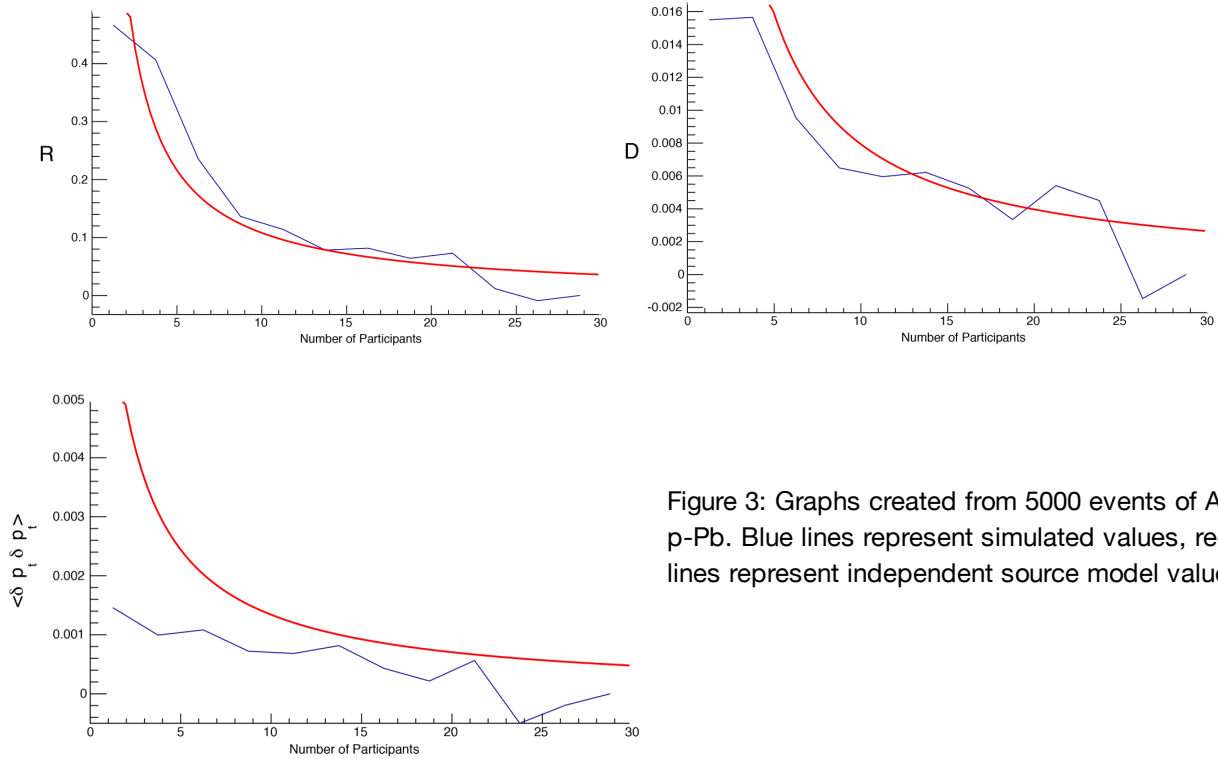 0.4
0.3
R
0.2
0.1
0
0 5 10 15 20 25 30
Number of Participants
0.016
0.014
0.012
0.01
D
0.008
0.006
0.004
0.002
0
-0.002
0 5 10 15 20 25 30
Number of Participants
0.005
0.004
0.003
<δ p_t δ p_t>
0.002
0.001
0
0 5 10 15 20 25 30
Number of Participants
Figure 3: Graphs created from 5000 events of
p-Pb. Blue lines represent simulated values,
lines represent independent source model